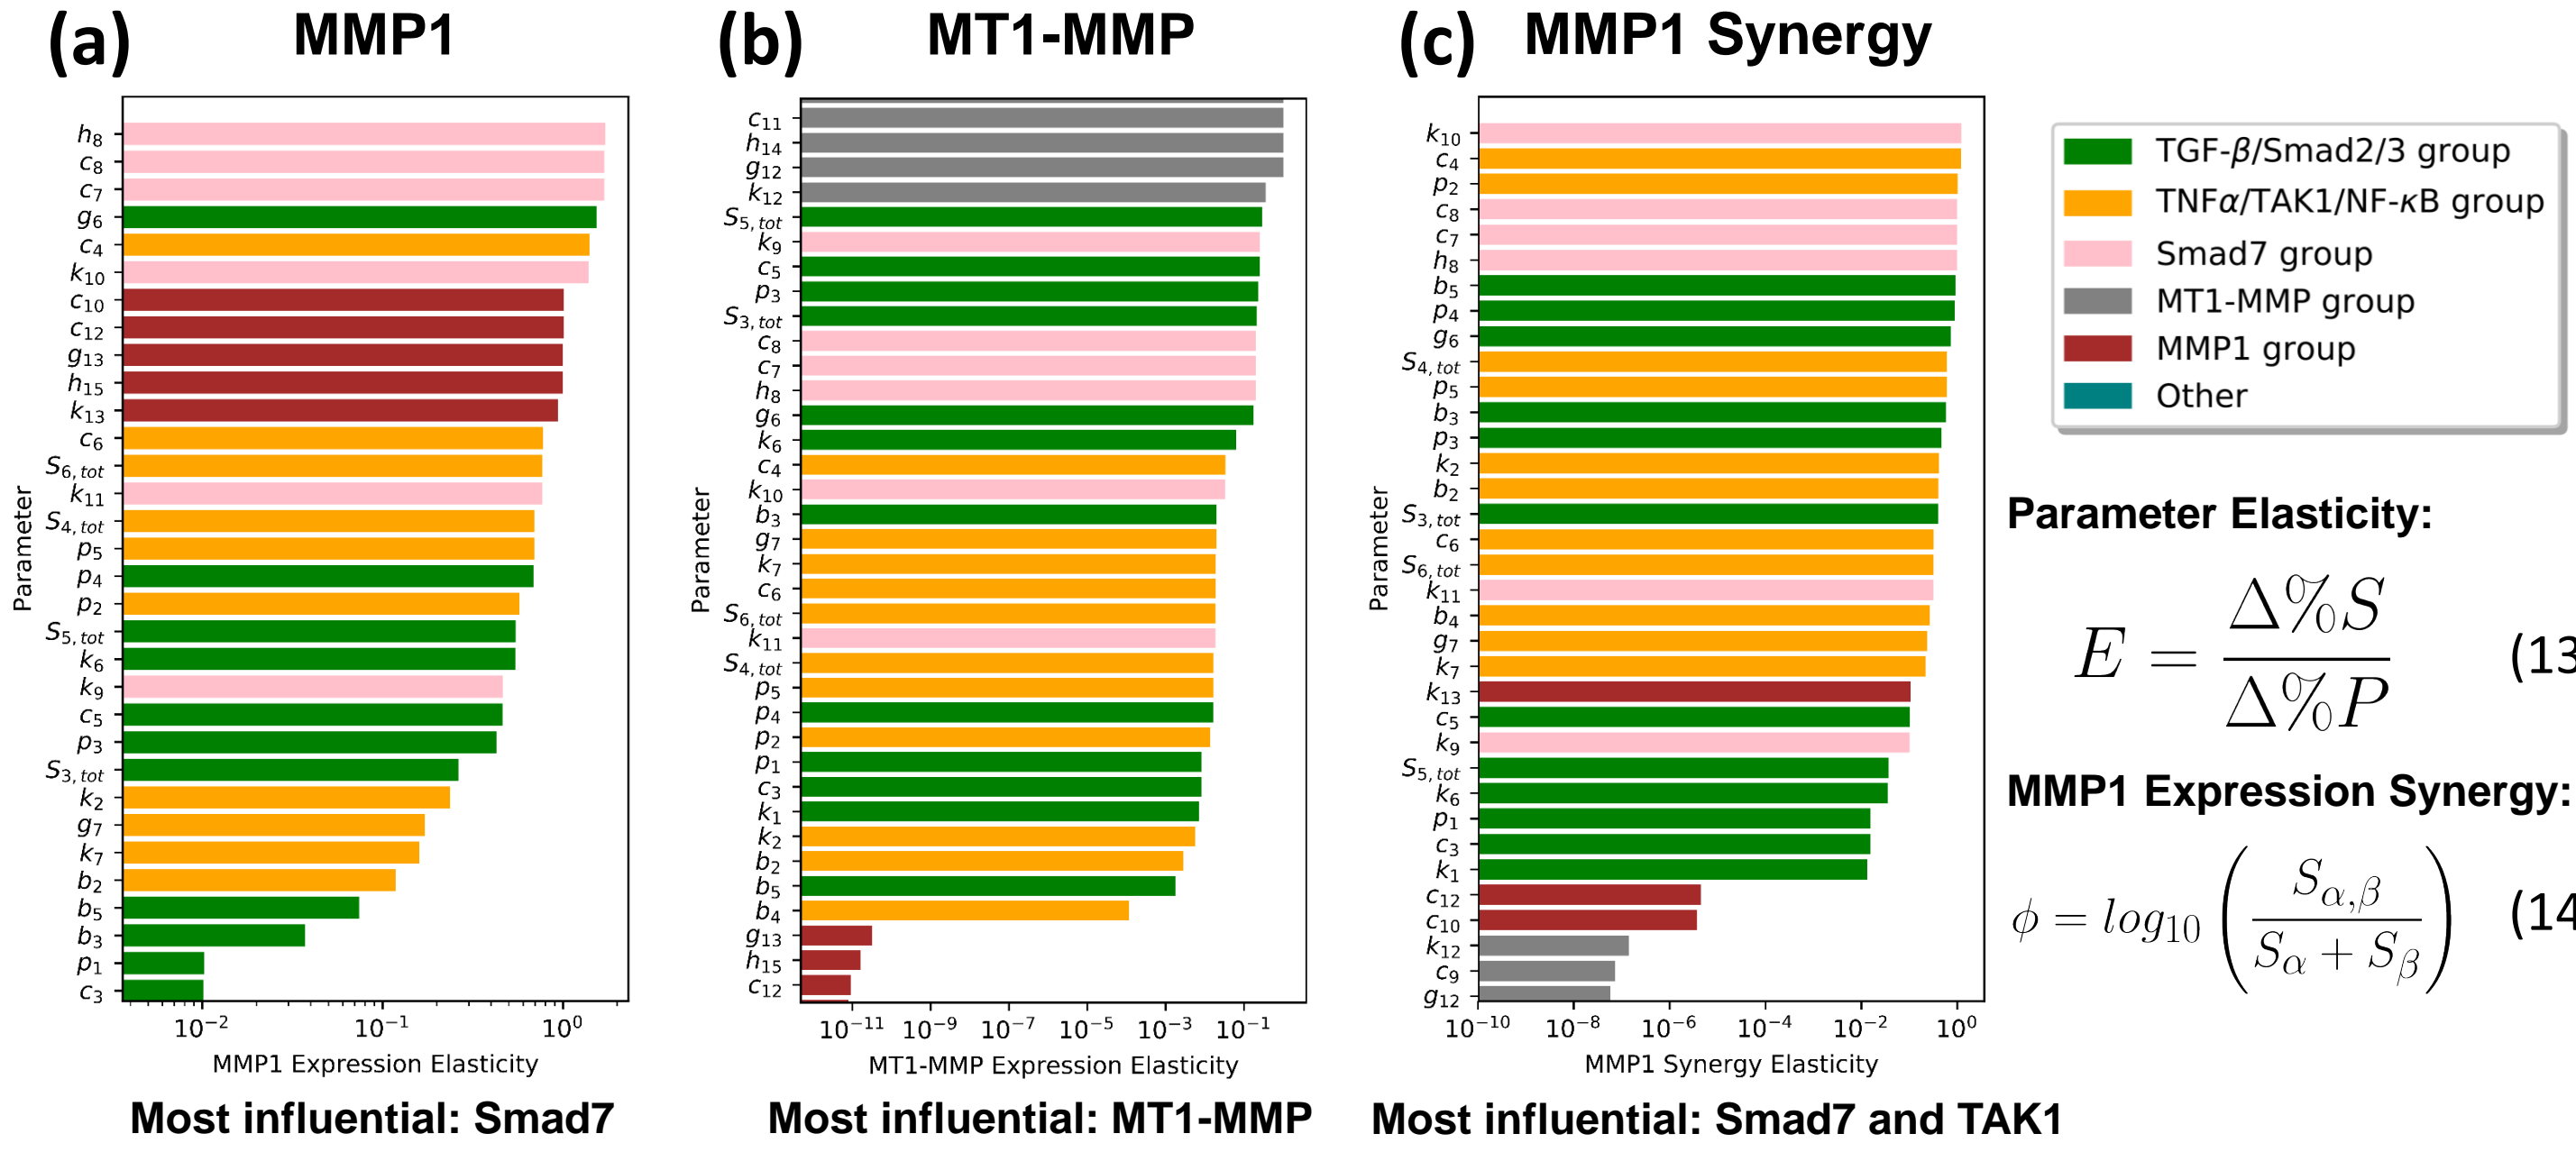 (a) MMP1
h8
c8
c7
g6
c4
k10
c10
c12
g13
h15
k13
c6
S6, tot
k11
S4, tot
p5
p4
p2
S5, tot
k6
k9
c5
p3
S3, tot
k2
g7
k7
b2
b5
b3
p1
c3
Parameter
10^-2 10^-1 10^0
MMP1 Expression Elasticity
Most influential: Smad7
(b) MT1-MMP
c11
h14
g12
k12
S5, tot
k9
c5
p3
S3, tot
c8
c7
h8
g6
k6
c4
k10
b3
g7
k7
c6
S6, tot
k11
S4, tot
p5
p4
p2
p1
c3
k1
k2
b2
b5
b4
g13
h15
c12
Parameter
10^-11 10^-9 10^-7 10^-5 10^-3 10^-1
MT1-MMP Expression Elasticity
Most influential: MT1-MMP
(c) MMP1 Synergy
k10
c4
p2
c8
c7
h8
b5
p4
g6
S4, tot
p5
b3
p3
k2
b2
S3, tot
c6
S6, tot
k11
b4
g7
k7
k13
c5
k9
S5, tot
k6
p1
c3
k1
c12
c10
k12
c9
g12
Parameter
10^-10 10^-8 10^-6 10^-4 10^-2 10^0
MMP1 Synergy Elasticity
Most influential: Smad7 and TAK1
TGF-β/Smad2/3 group
TNFα/TAK1/NF-κB group
Smad7 group
MT1-MMP group
MMP1 group
Other
Parameter Elasticity:
E = Δ%S / Δ%P (13
MMP1 Expression Synergy:
ϕ = log10 ( Sα,β / Sα + Sβ ) (14